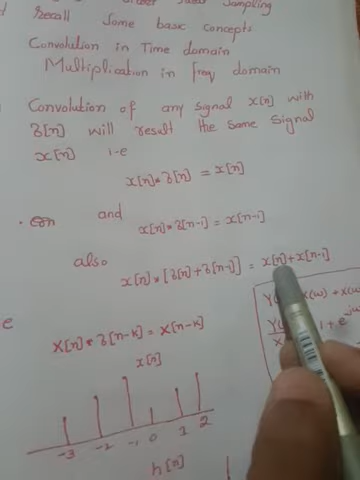 Sampling
Recall Some basic concepts
Convolution in Time domain
Multiplication in freq domain
Convolution of any signal x[n] with
δ[n] will result the same signal
x[n] i-e
x[n]*δ[n] = x[n]
and
x[n]*δ[n-1] = x[n-1]
also
x[n]*[δ[n]+δ[n-1]] = x[n]+x[n-1]
x[n]*δ[n-k] = x[n-k]
x[n]
-3 -2 -1 0 1 2
h[n]